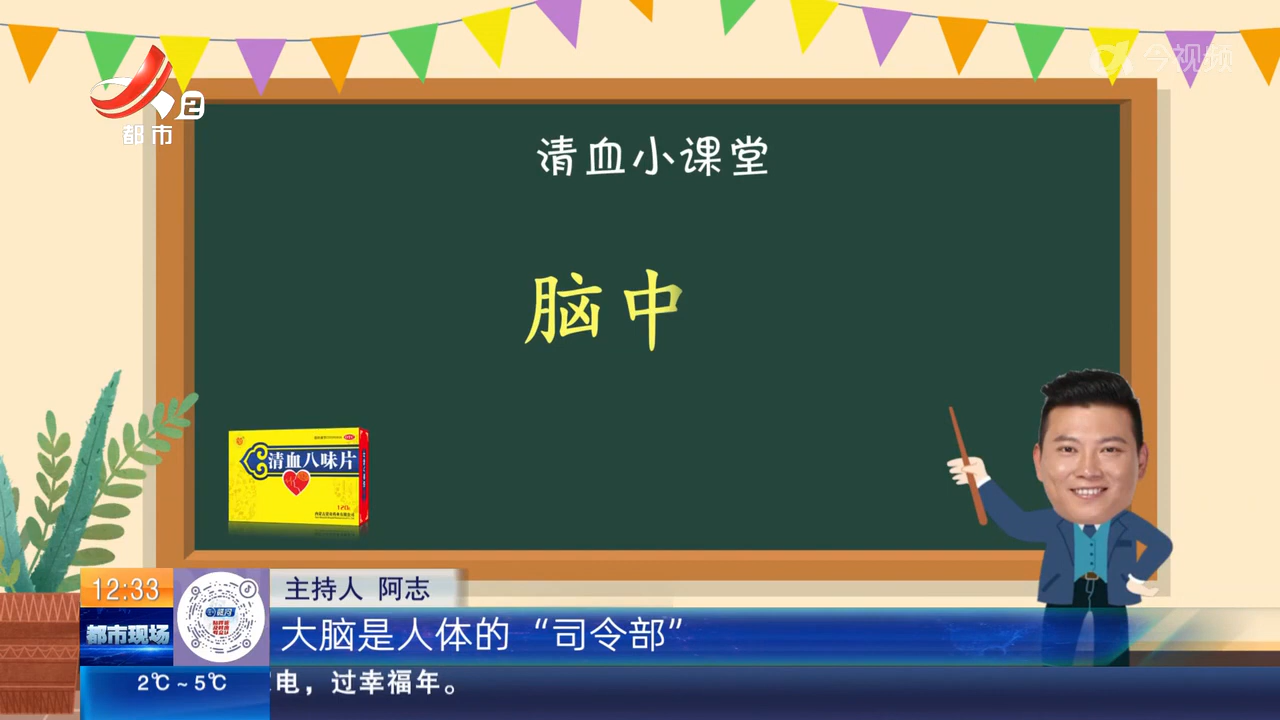 今视频
2
都市
清血小课堂
脑中
清血八味片
12:33
主持人 阿志
都市现场
大脑是人体的“司令部”
2℃~5℃
电，过幸福年。